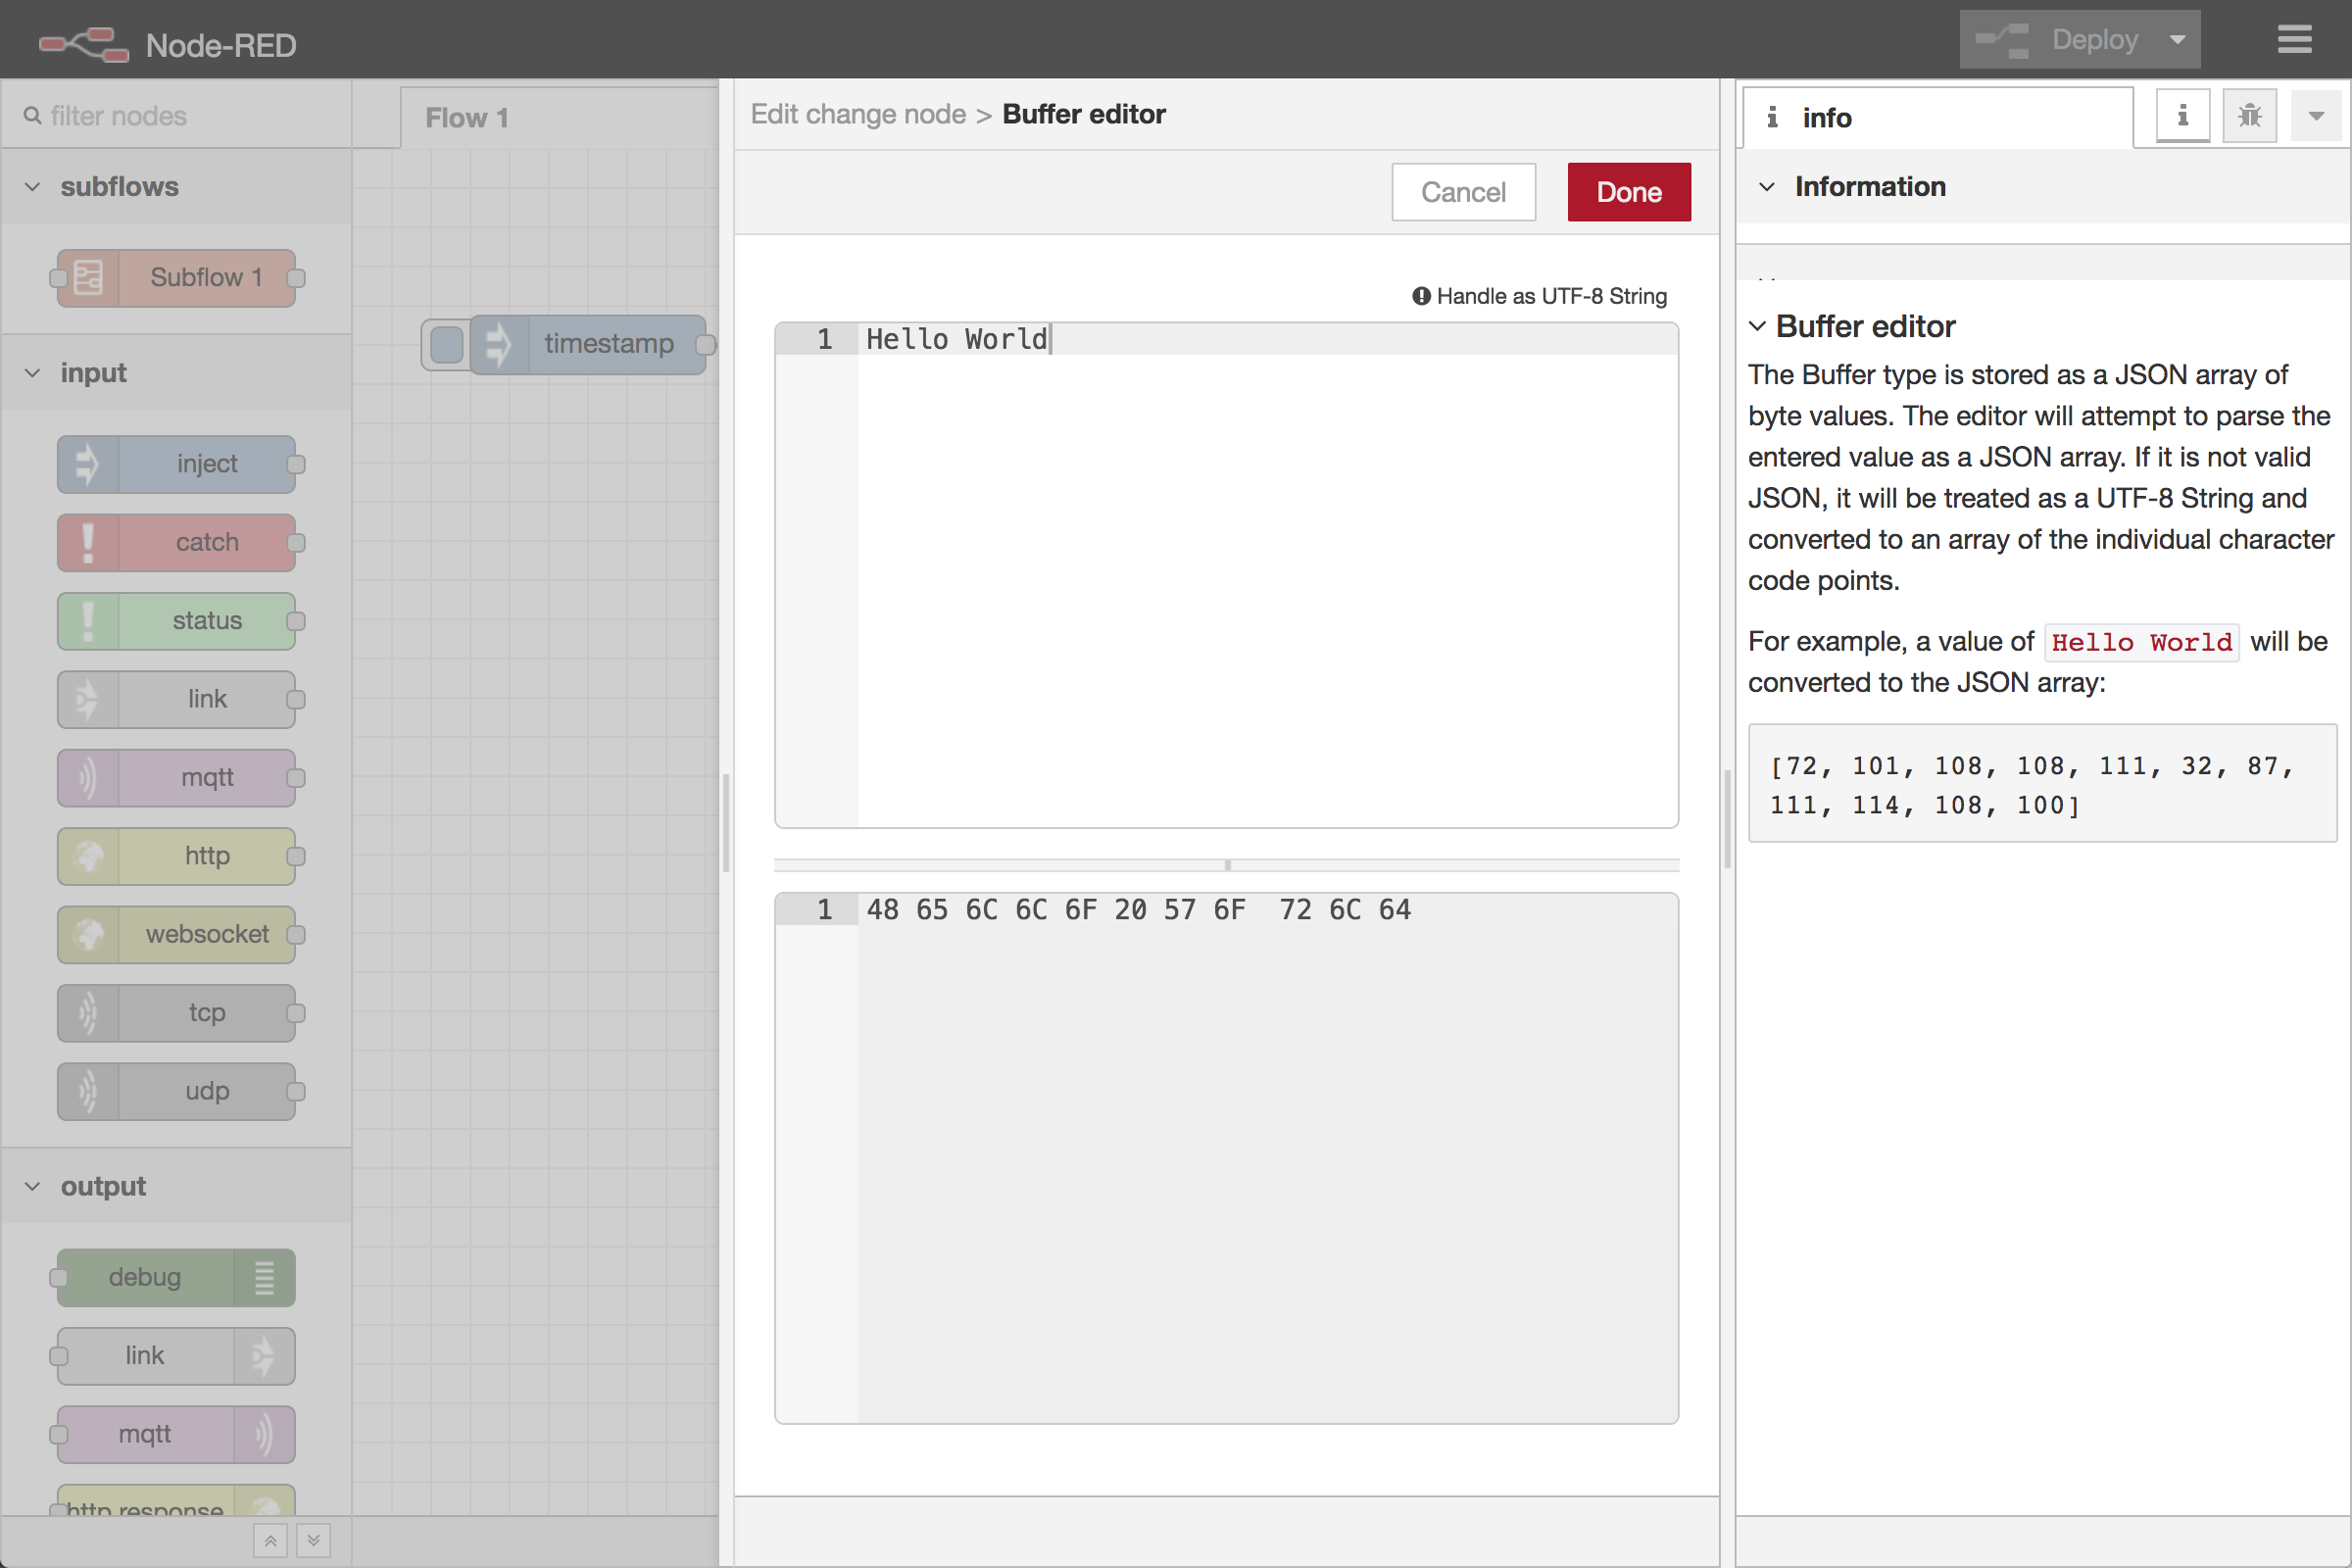 Node-RED
Deploy
filter nodes
subflows
Subflow 1
input
inject
catch
status
link
mqtt
http
websocket
tcp
udp
output
debug
link
mqtt
http response
Flow 1
timestamp
Edit change node > Buffer editor
Cancel
Done
Handle as UTF-8 String
1 Hello World
1 48 65 6C 6C 6F 20 57 6F  72 6C 64
info
Information
Buffer editor
The Buffer type is stored as a JSON array of
byte values. The editor will attempt to parse the
entered value as a JSON array. If it is not valid
JSON, it will be treated as a UTF-8 String and
converted to an array of the individual character
code points.
For example, a value of Hello World will be
converted to the JSON array:
[72, 101, 108, 108, 111, 32, 87,
111, 114, 108, 100]